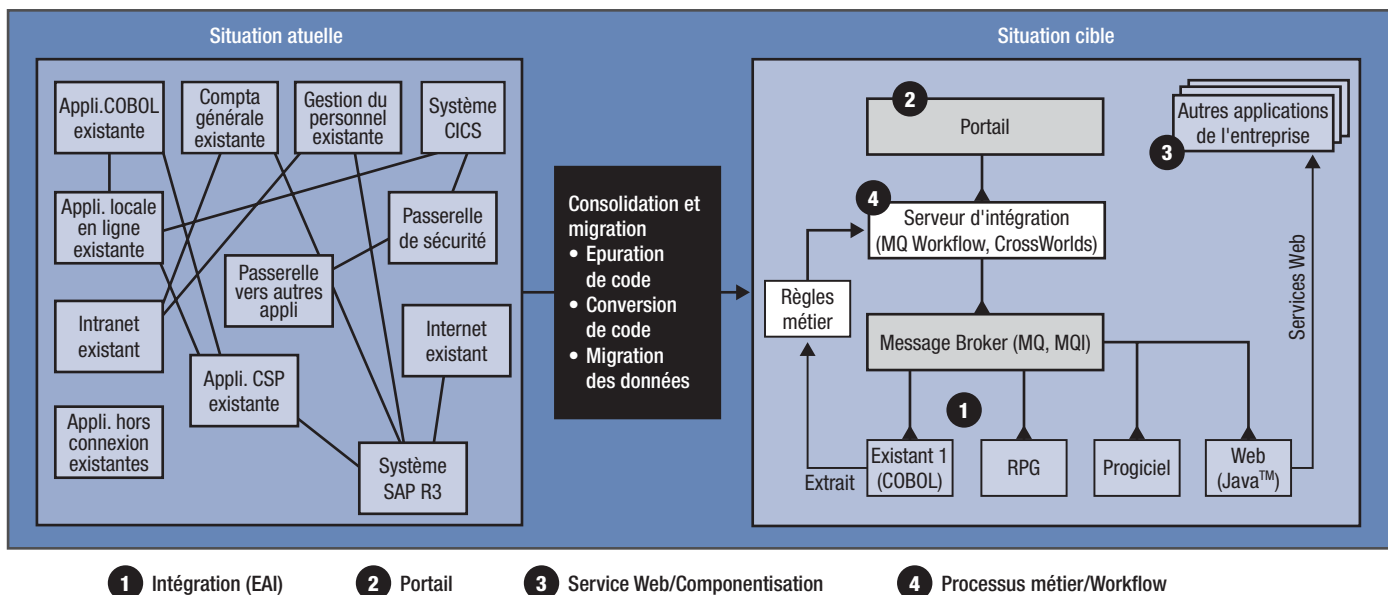 Situation atuelle
Appli.COBOL
existante
Compta
générale
existante
Gestion du
personnel
existante
Système
CICS
Appli. locale
en ligne
existante
Passerelle
de sécurité
Passerelle
vers autres
appli
Intranet
existant
Internet
existant
Appli. CSP
existante
Appli. hors
connexion
existantes
Système
SAP R3
Consolidation et
migration
• Epuration
de code
• Conversion
de code
• Migration
des données
Situation cible
2
Portail
Autres applications
de l'entreprise
3
4
Serveur d'intégration
(MQ Workflow, CrossWorlds)
Règles
métier
Services Web
Message Broker (MQ, MQI)
1
Extrait
Existant 1
(COBOL)
RPG
Progiciel
Web
(Java™)
1 Intégration (EAI)
2 Portail
3 Service Web/Componentisation
4 Processus métier/Workflow